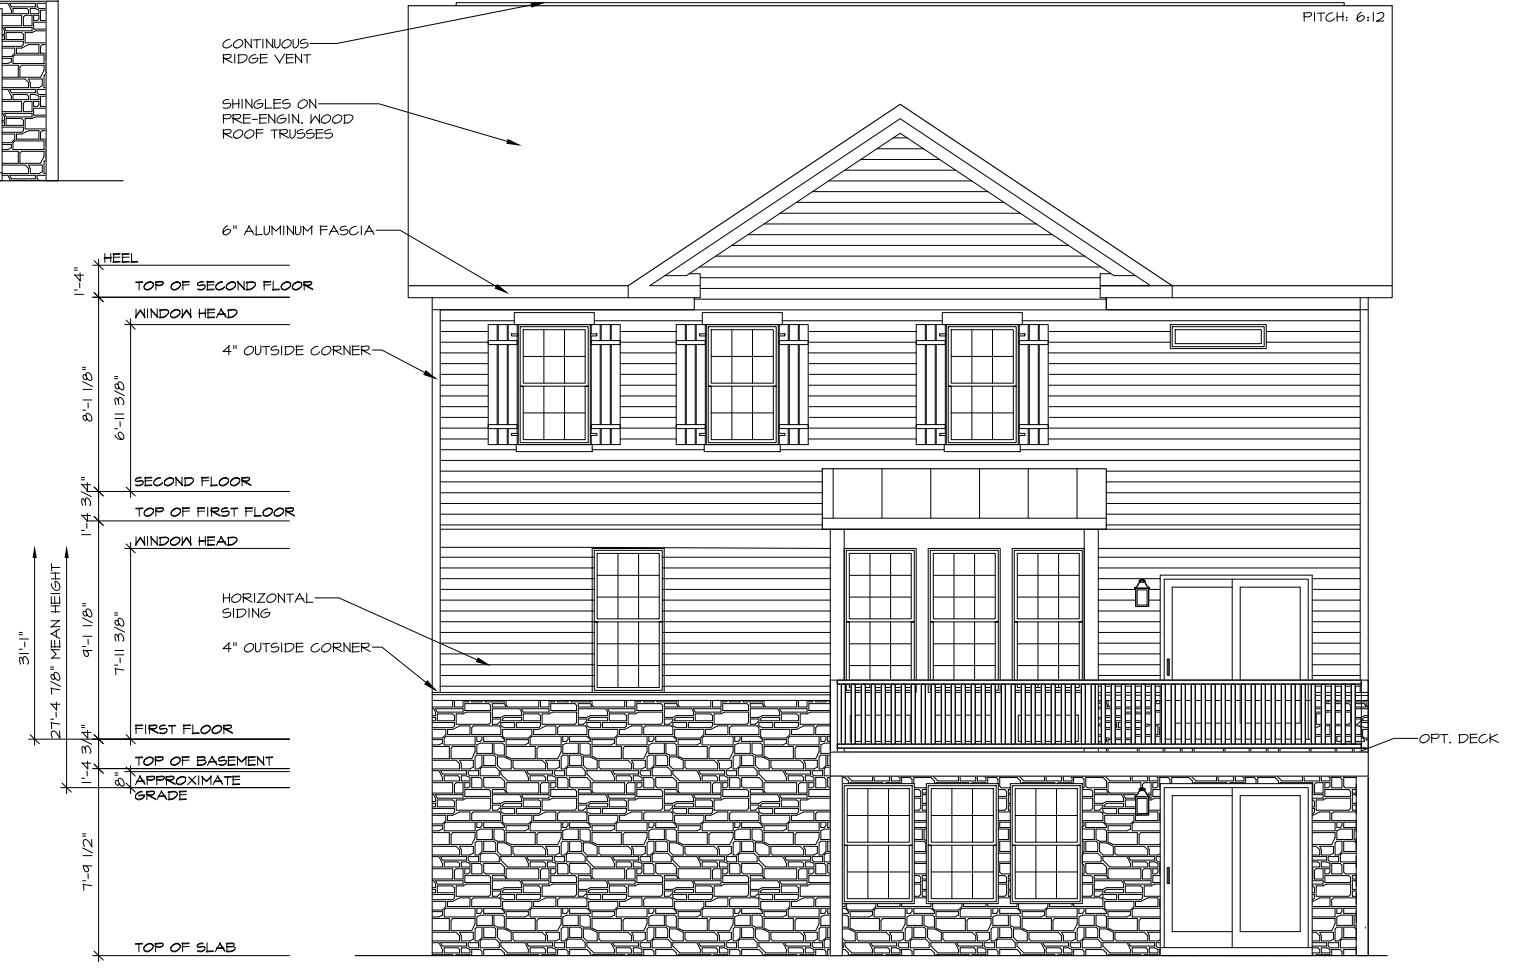 PITCH: 6:12
CONTINUOUS
RIDGE VENT
SHINGLES ON
PRE-ENGIN. WOOD
ROOF TRUSSES
6" ALUMINUM FASCIA
HEEL
1'-4"
TOP OF SECOND FLOOR
WINDOW HEAD
4" OUTSIDE CORNER
8'-1 1/8"
6'-11 3/8"
SECOND FLOOR
1'-4 3/4"
TOP OF FIRST FLOOR
WINDOW HEAD
HORIZONTAL
SIDING
4" OUTSIDE CORNER
31'-1"
27'-4 7/8" MEAN HEIGHT
9'-1 1/8"
7'-11 3/8"
FIRST FLOOR
OPT. DECK
1'-4 3/4"
TOP OF BASEMENT
8"
APPROXIMATE
GRADE
7'-9 1/2"
TOP OF SLAB